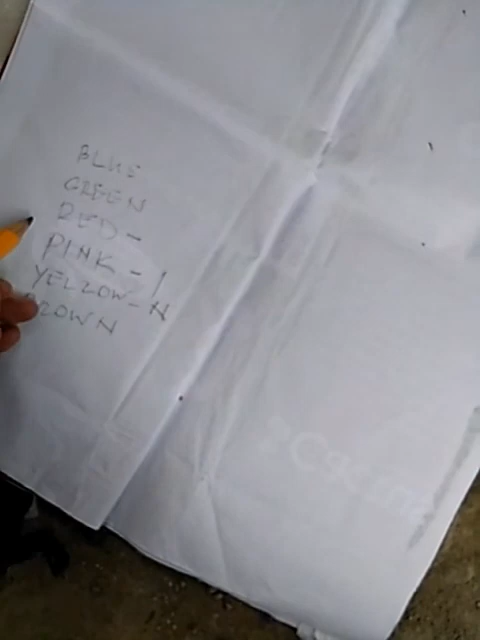 BLUE
GREEN
RED -
PINK - 1
YELLOW - N
BROWN